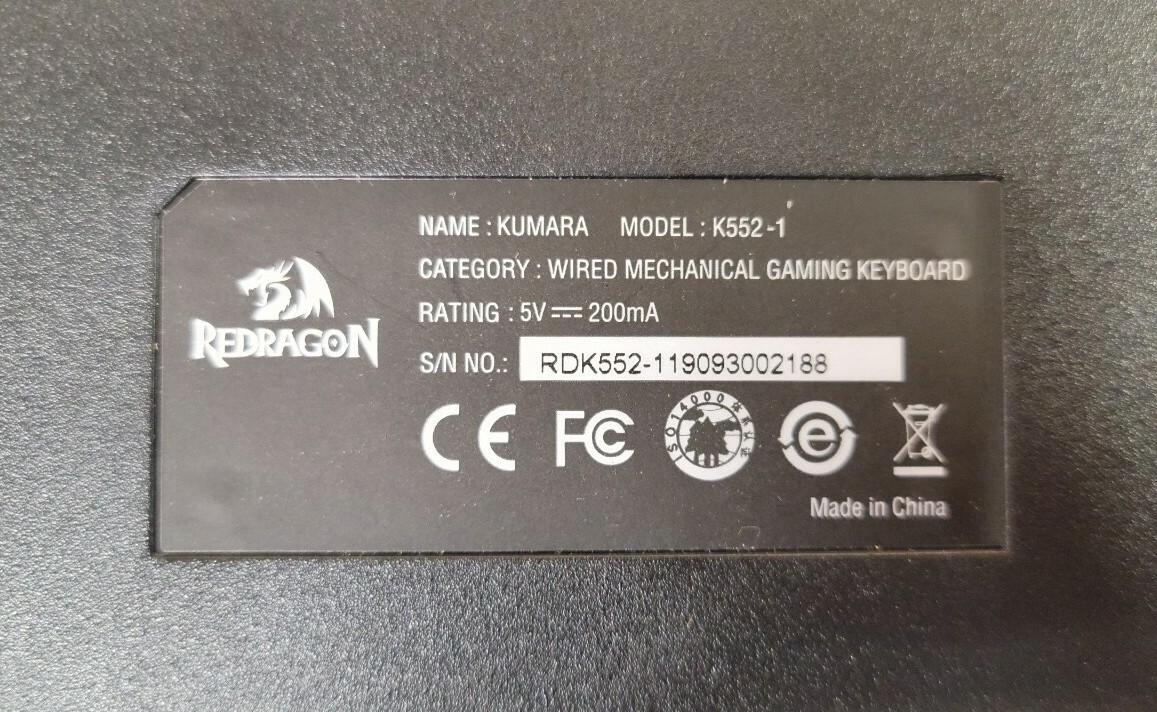 NAME : KUMARA MODEL : K552-1
CATEGORY : WIRED MECHANICAL GAMING KEYBOARD
RATING : 5V ⎓ 200mA
REDRAGON
S/N NO.: RDK552-119093002188
CE FC ISO14000 e
Made in China